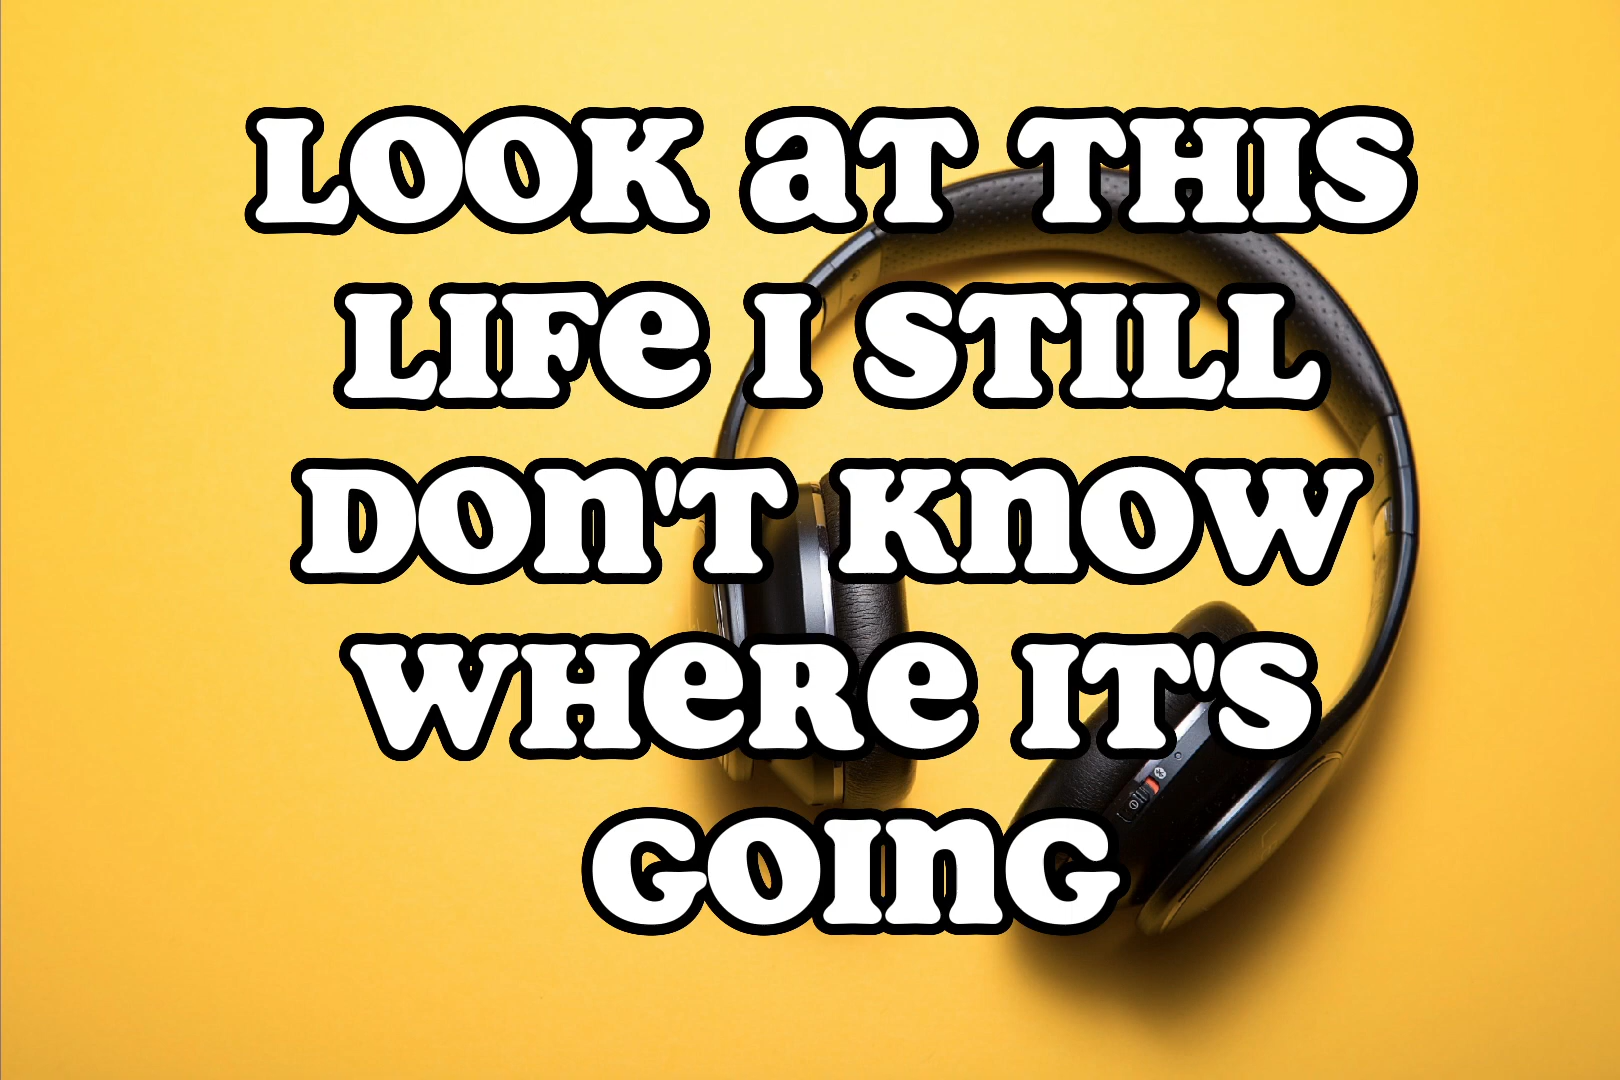 LOOK aT THIS
LIFe I STILL
DOn'T KnOW
WHeRe IT'S
GOInG